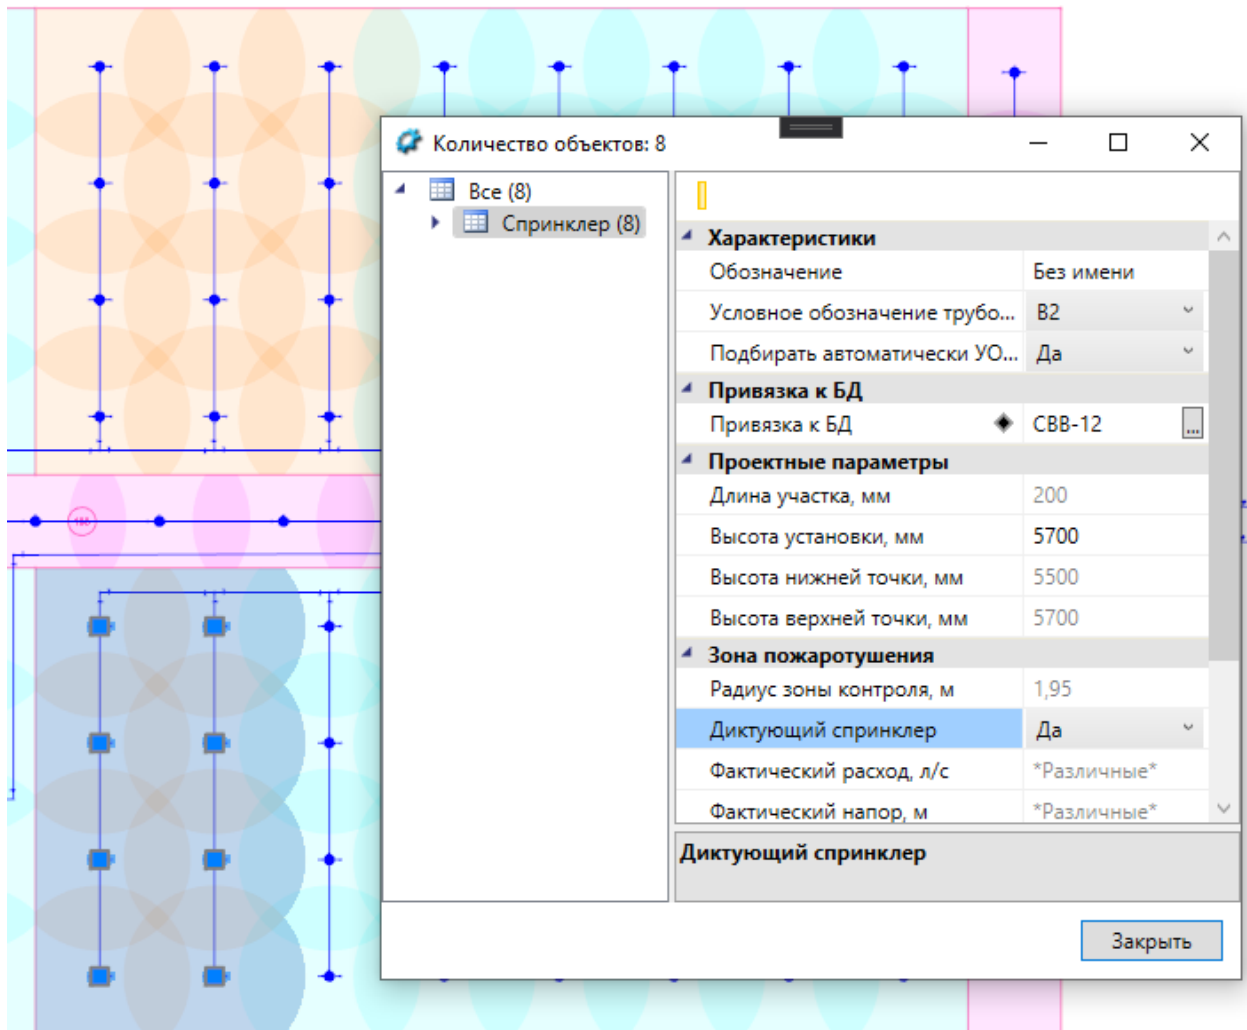 Количество объектов: 8
Все (8)
Спринклер (8)
Характеристики
Обозначение Без имени
Условное обозначение трубо... В2
Подбирать автоматически УО... Да
Привязка к БД
Привязка к БД СВВ-12 ...
Проектные параметры
Длина участка, мм 200
Высота установки, мм 5700
Высота нижней точки, мм 5500
Высота верхней точки, мм 5700
Зона пожаротушения
Радиус зоны контроля, м 1,95
Диктующий спринклер Да
Фактический расход, л/с *Различные*
Фактический напор, м *Различные*
Диктующий спринклер
Закрыть